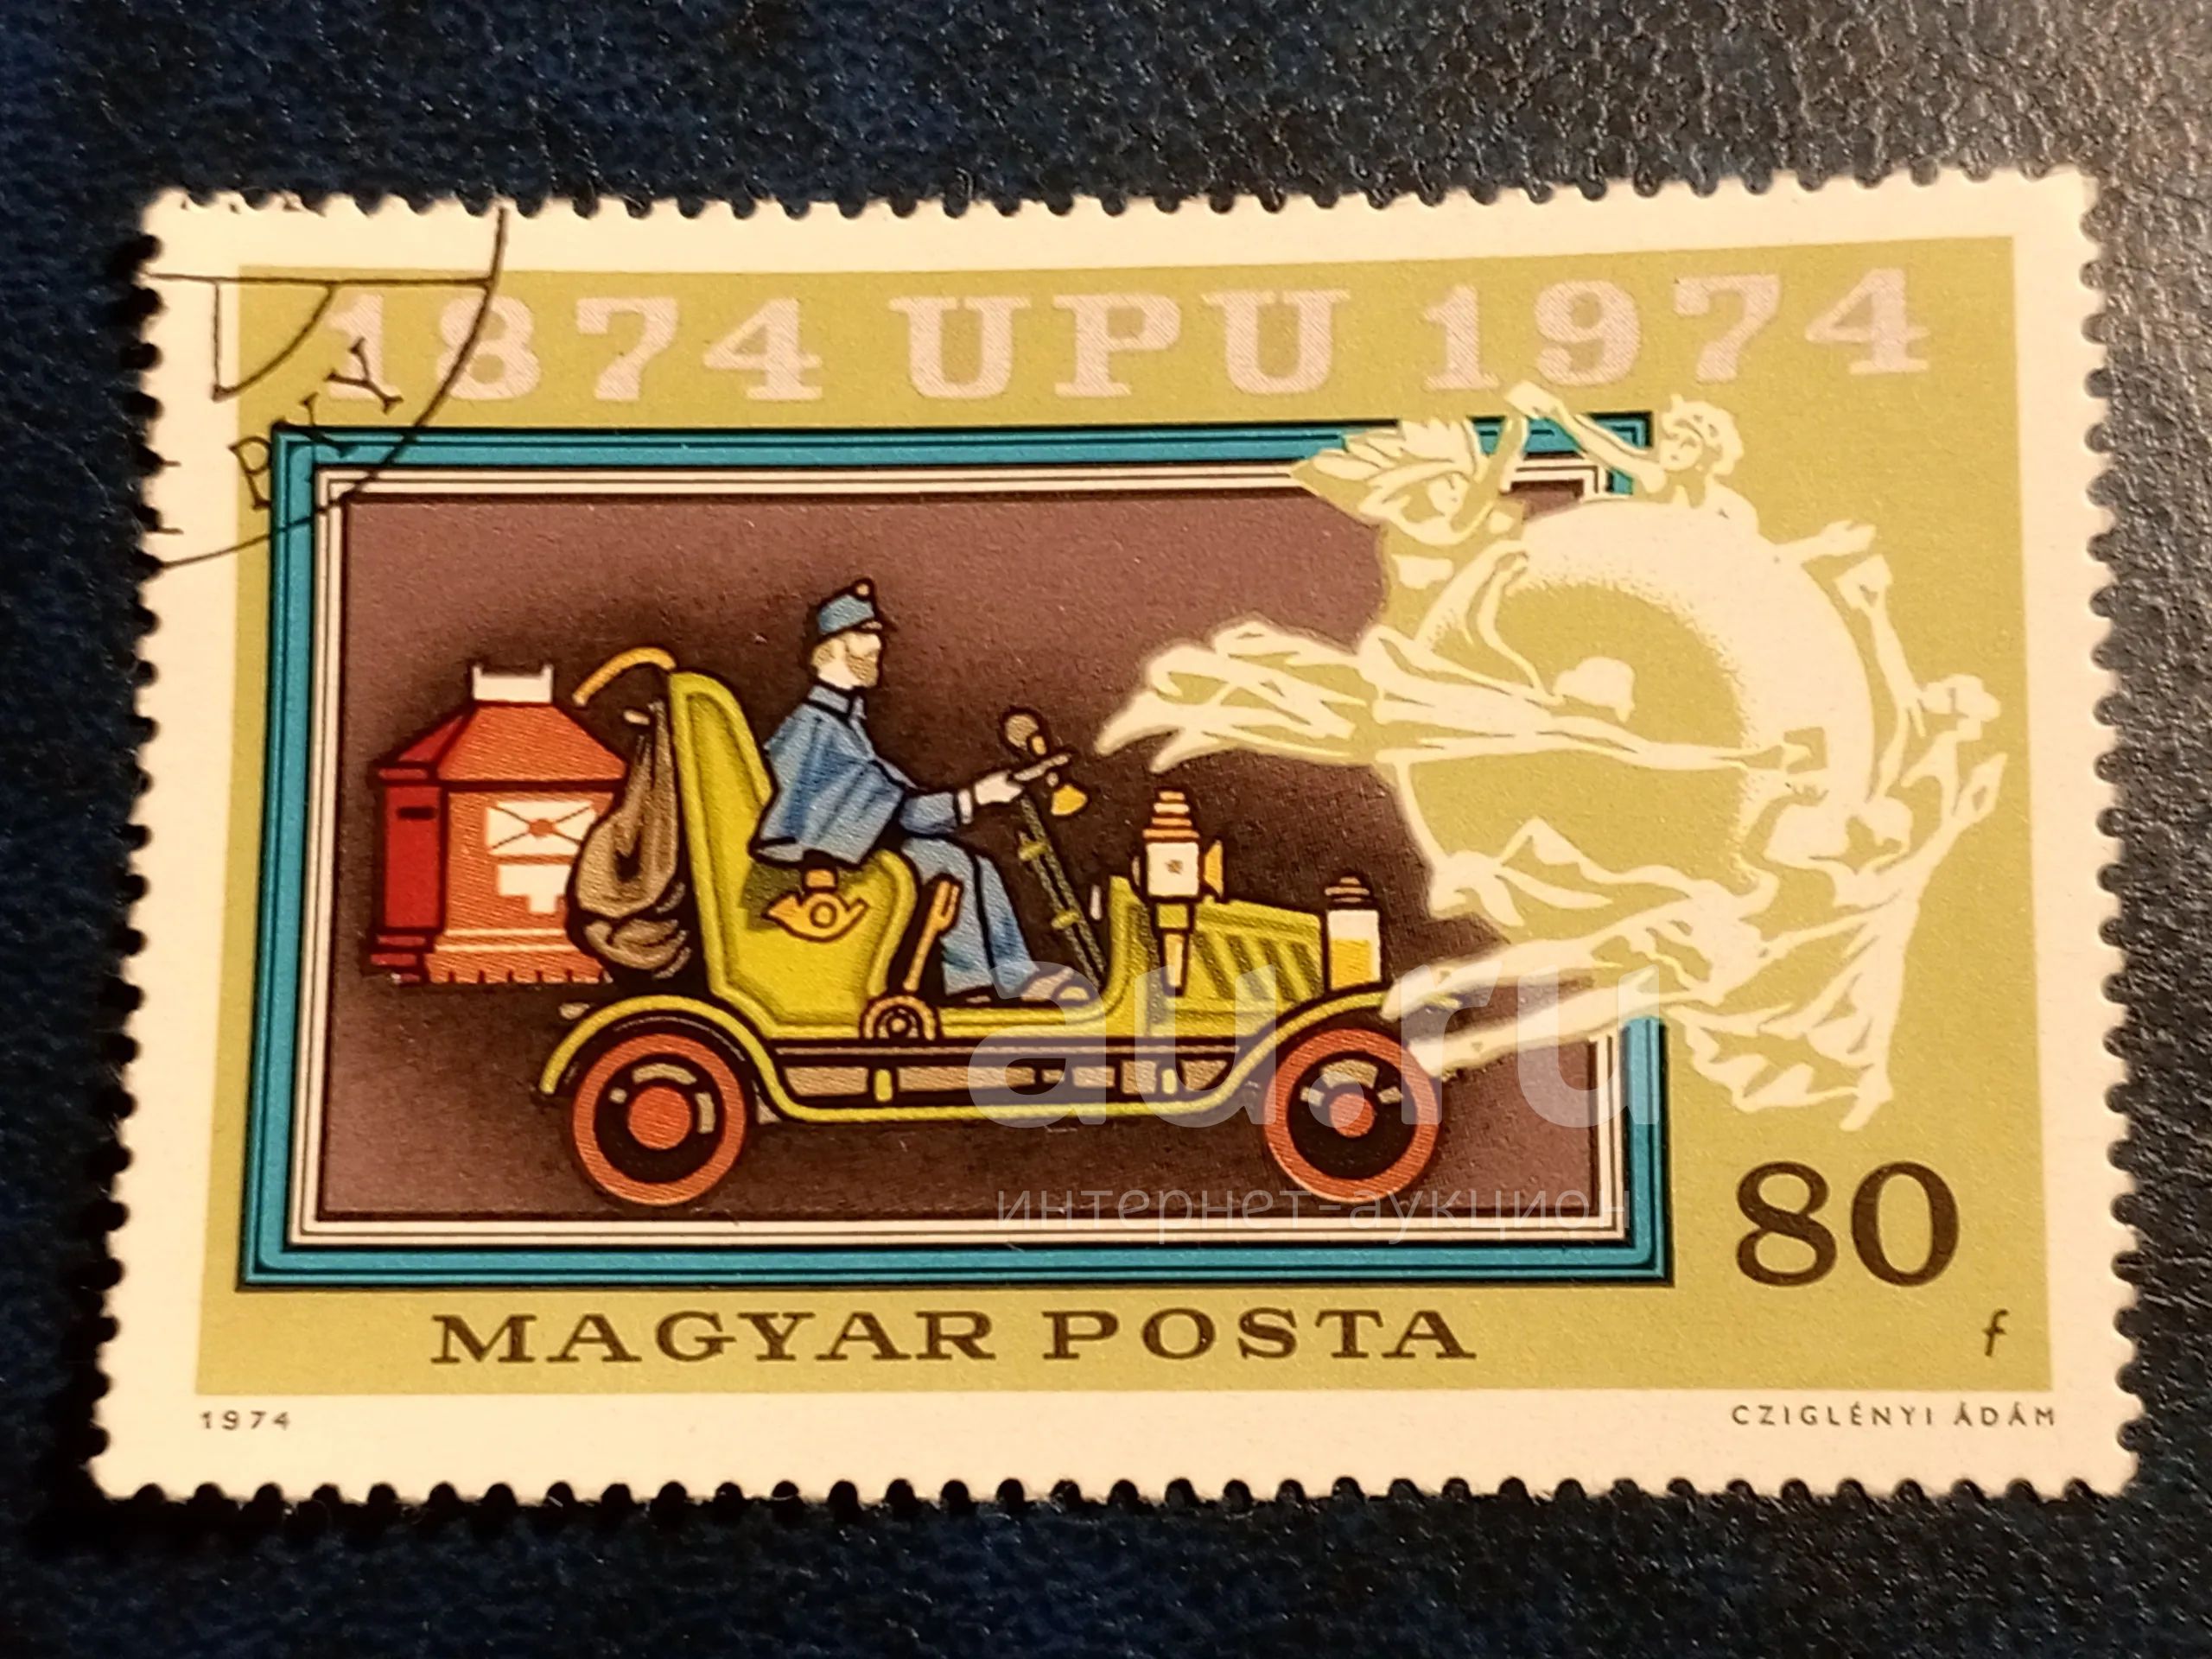 1874 UPU 1974
au.ru
интернет-аукцион
80
f
MAGYAR POSTA
1974
CZIGLÉNYI ÁDÁM